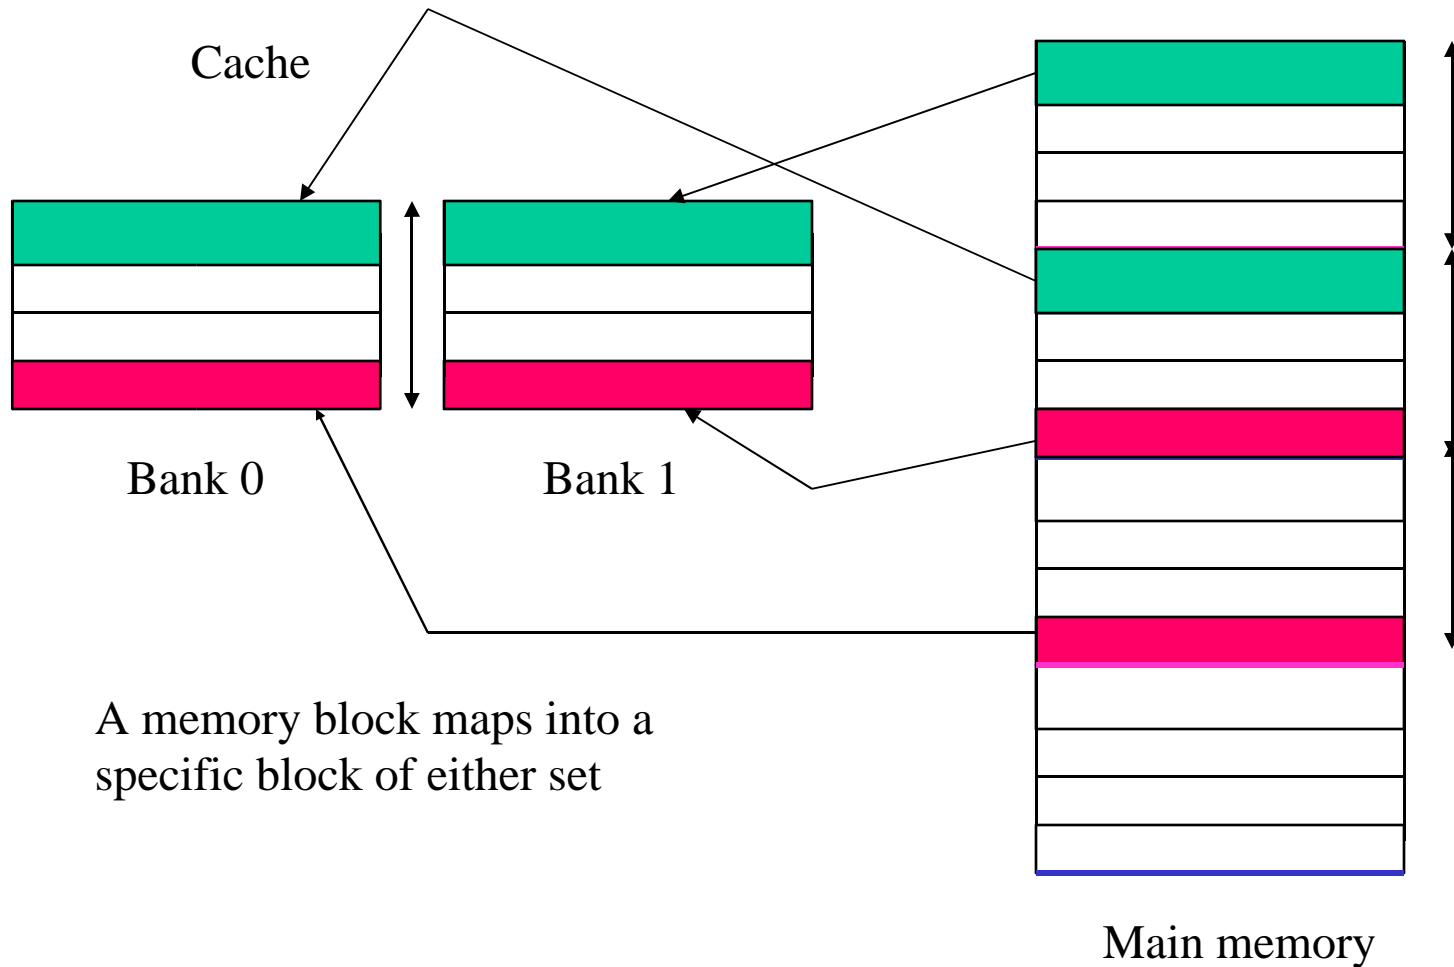 Cache
Bank 0
Bank 1
A memory block maps into a
specific block of either set
Main memory